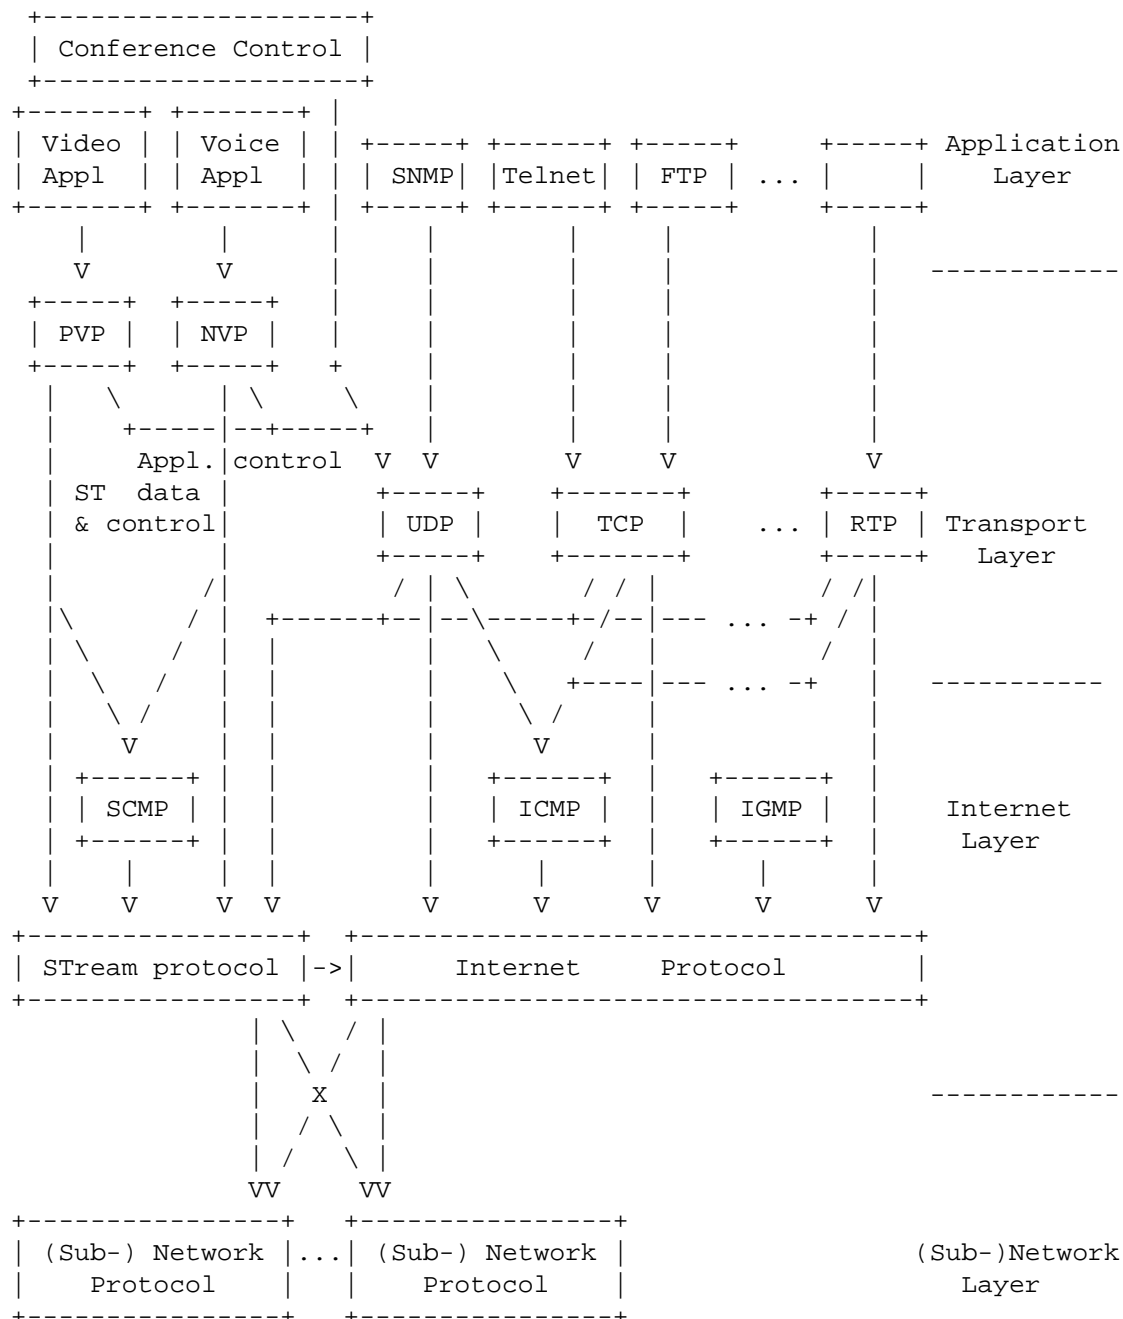 Conference Control
Video Voice Application
Appl Appl SNMP Telnet FTP ... Layer
V V
PVP NVP
Appl. control V V V V V
ST data
& control UDP TCP ... RTP Transport
Layer
...
...
V V
SCMP ICMP IGMP Internet
Layer
V V V V V V V V V
STream protocol -> Internet Protocol
X
VV VV
(Sub-) Network ... (Sub-) Network (Sub-)Network
Protocol Protocol Layer